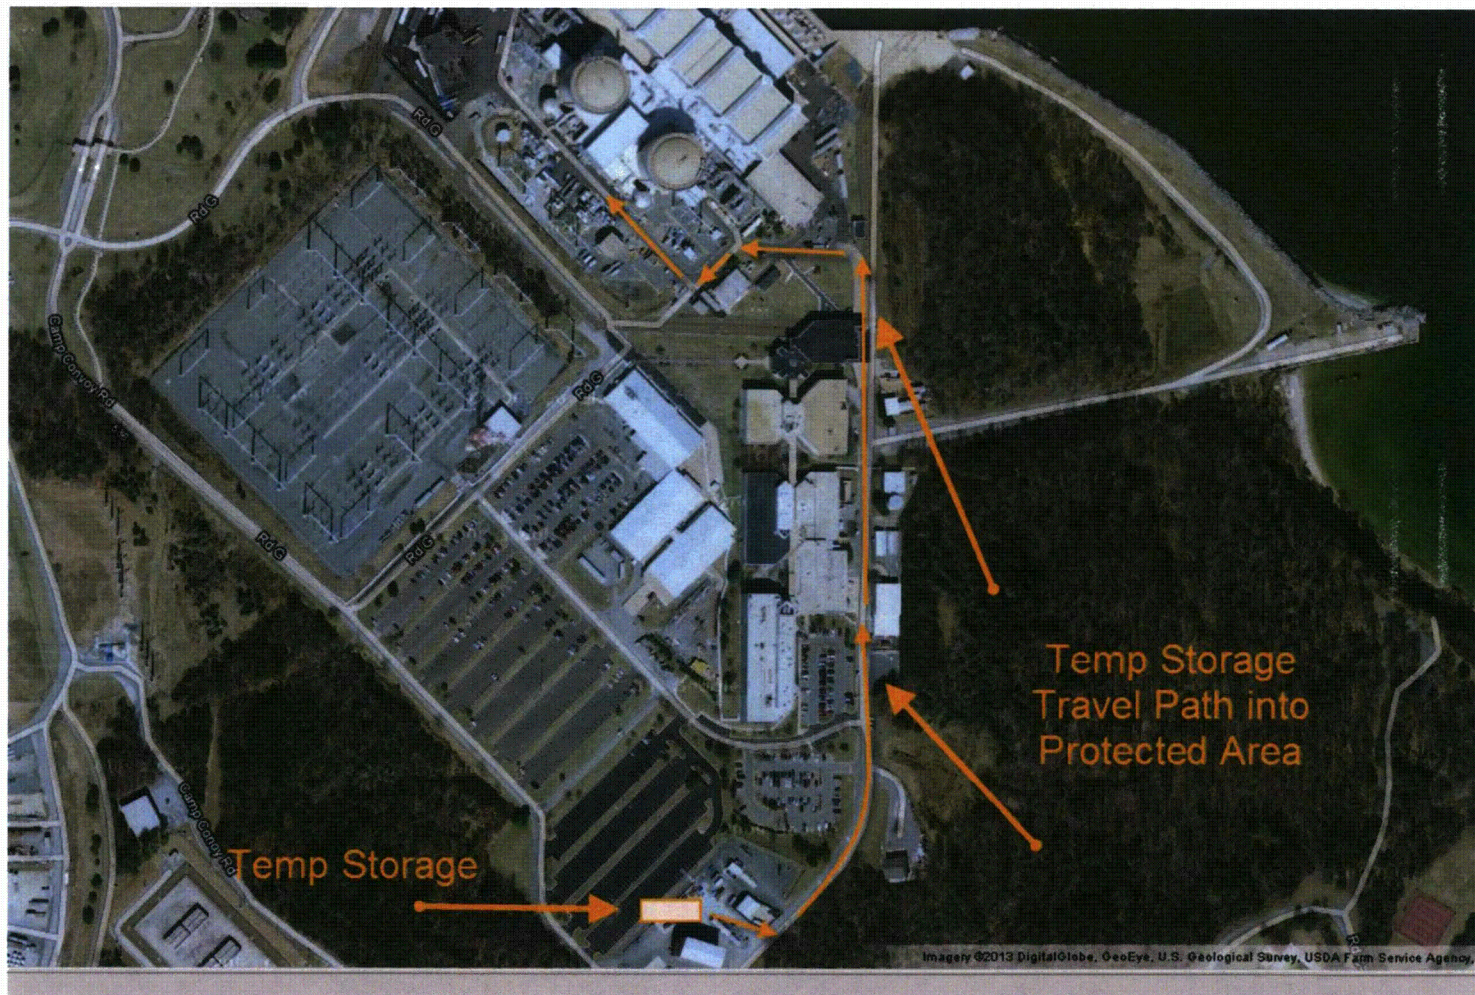 Rd G
Rd G
Camp Conoy Rd
Rd G
Rd G
Rd G
Temp Storage
Travel Path into
Protected Area
Camp Conoy Rd
Temp Storage
Rd
Imagery ©2013 DigitalGlobe, GeoEye, U.S. Geological Survey, USDA Farm Service Agency,